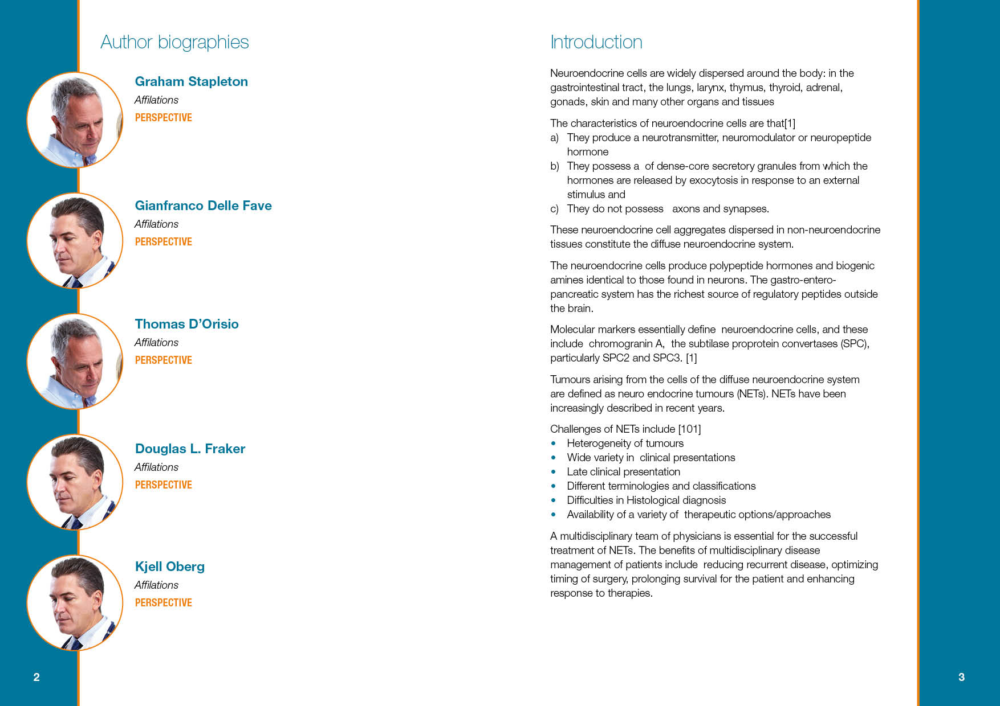 Author biographies
Graham Stapleton
Affilations
PERSPECTIVE
Gianfranco Delle Fave
Affilations
PERSPECTIVE
Thomas D’Orisio
Affilations
PERSPECTIVE
Douglas L. Fraker
Affilations
PERSPECTIVE
Kjell Oberg
Affilations
PERSPECTIVE
2
Introduction
Neuroendocrine cells are widely dispersed around the body: in the
gastrointestinal tract, the lungs, larynx, thymus, thyroid, adrenal,
gonads, skin and many other organs and tissues
The characteristics of neuroendocrine cells are that[1]
a) They produce a neurotransmitter, neuromodulator or neuropeptide
hormone
b) They possess a of dense-core secretory granules from which the
hormones are released by exocytosis in response to an external
stimulus and
c) They do not possess axons and synapses.
These neuroendocrine cell aggregates dispersed in non-neuroendocrine
tissues constitute the diffuse neuroendocrine system.
The neuroendocrine cells produce polypeptide hormones and biogenic
amines identical to those found in neurons. The gastro-entero-
pancreatic system has the richest source of regulatory peptides outside
the brain.
Molecular markers essentially define neuroendocrine cells, and these
include chromogranin A, the subtilase proprotein convertases (SPC),
particularly SPC2 and SPC3. [1]
Tumours arising from the cells of the diffuse neuroendocrine system
are defined as neuro endocrine tumours (NETs). NETs have been
increasingly described in recent years.
Challenges of NETs include [101]
• Heterogeneity of tumours
• Wide variety in clinical presentations
• Late clinical presentation
• Different terminologies and classifications
• Difficulties in Histological diagnosis
• Availability of a variety of therapeutic options/approaches
A multidisciplinary team of physicians is essential for the successful
treatment of NETs. The benefits of multidisciplinary disease
management of patients include reducing recurrent disease, optimizing
timing of surgery, prolonging survival for the patient and enhancing
response to therapies.
3